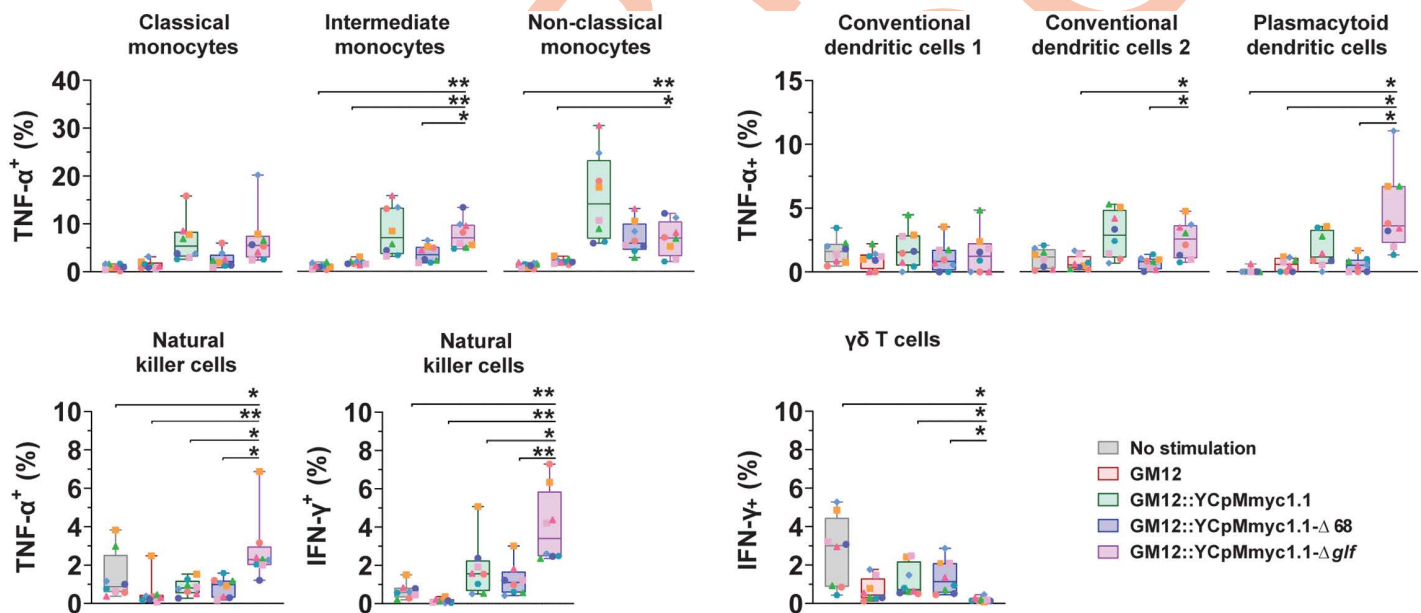 Classical
monocytes
Intermediate
monocytes
Non-classical
monocytes
Conventional
dendritic cells 1
Conventional
dendritic cells 2
Plasmacytoid
dendritic cells
TNF-α⁺ (%)
40
30
20
10
0
**
**
*
**
*
TNF-α₊ (%)
15
10
5
0
*
*
*
*
*
Natural
killer cells
Natural
killer cells
γδ T cells
TNF-α⁺ (%)
10
8
6
4
2
0
*
**
*
*
IFN-γ⁺ (%)
10
8
6
4
2
0
**
**
*
**
IFN-γ₊ (%)
10
8
6
4
2
0
*
*
*
No stimulation
GM12
GM12::YCpMmyc1.1
GM12::YCpMmyc1.1-Δ 68
GM12::YCpMmyc1.1-Δglf